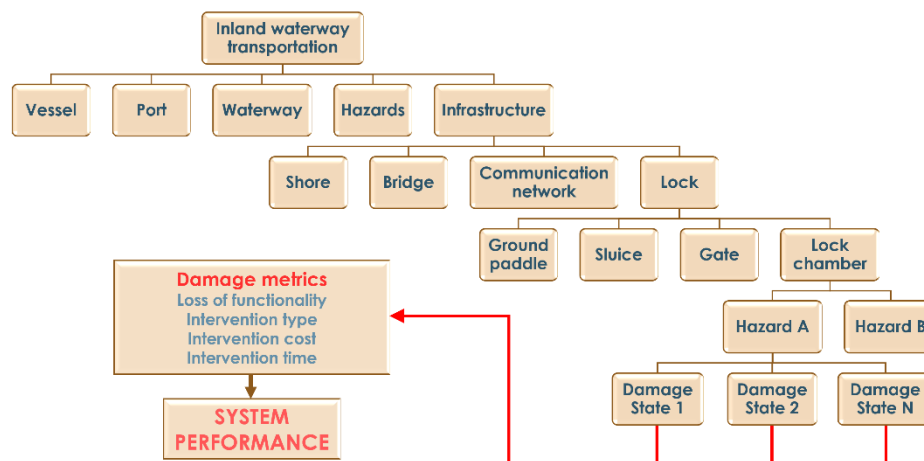 Inland waterway
transportation
Vessel
Port
Waterway
Hazards
Infrastructure
Shore
Bridge
Communication
network
Lock
Ground
paddle
Sluice
Gate
Lock
chamber
Hazard A
Hazard B
Damage
State 1
Damage
State 2
Damage
State N
Damage metrics
Loss of functionality
Intervention type
Intervention cost
Intervention time
SYSTEM
PERFORMANCE